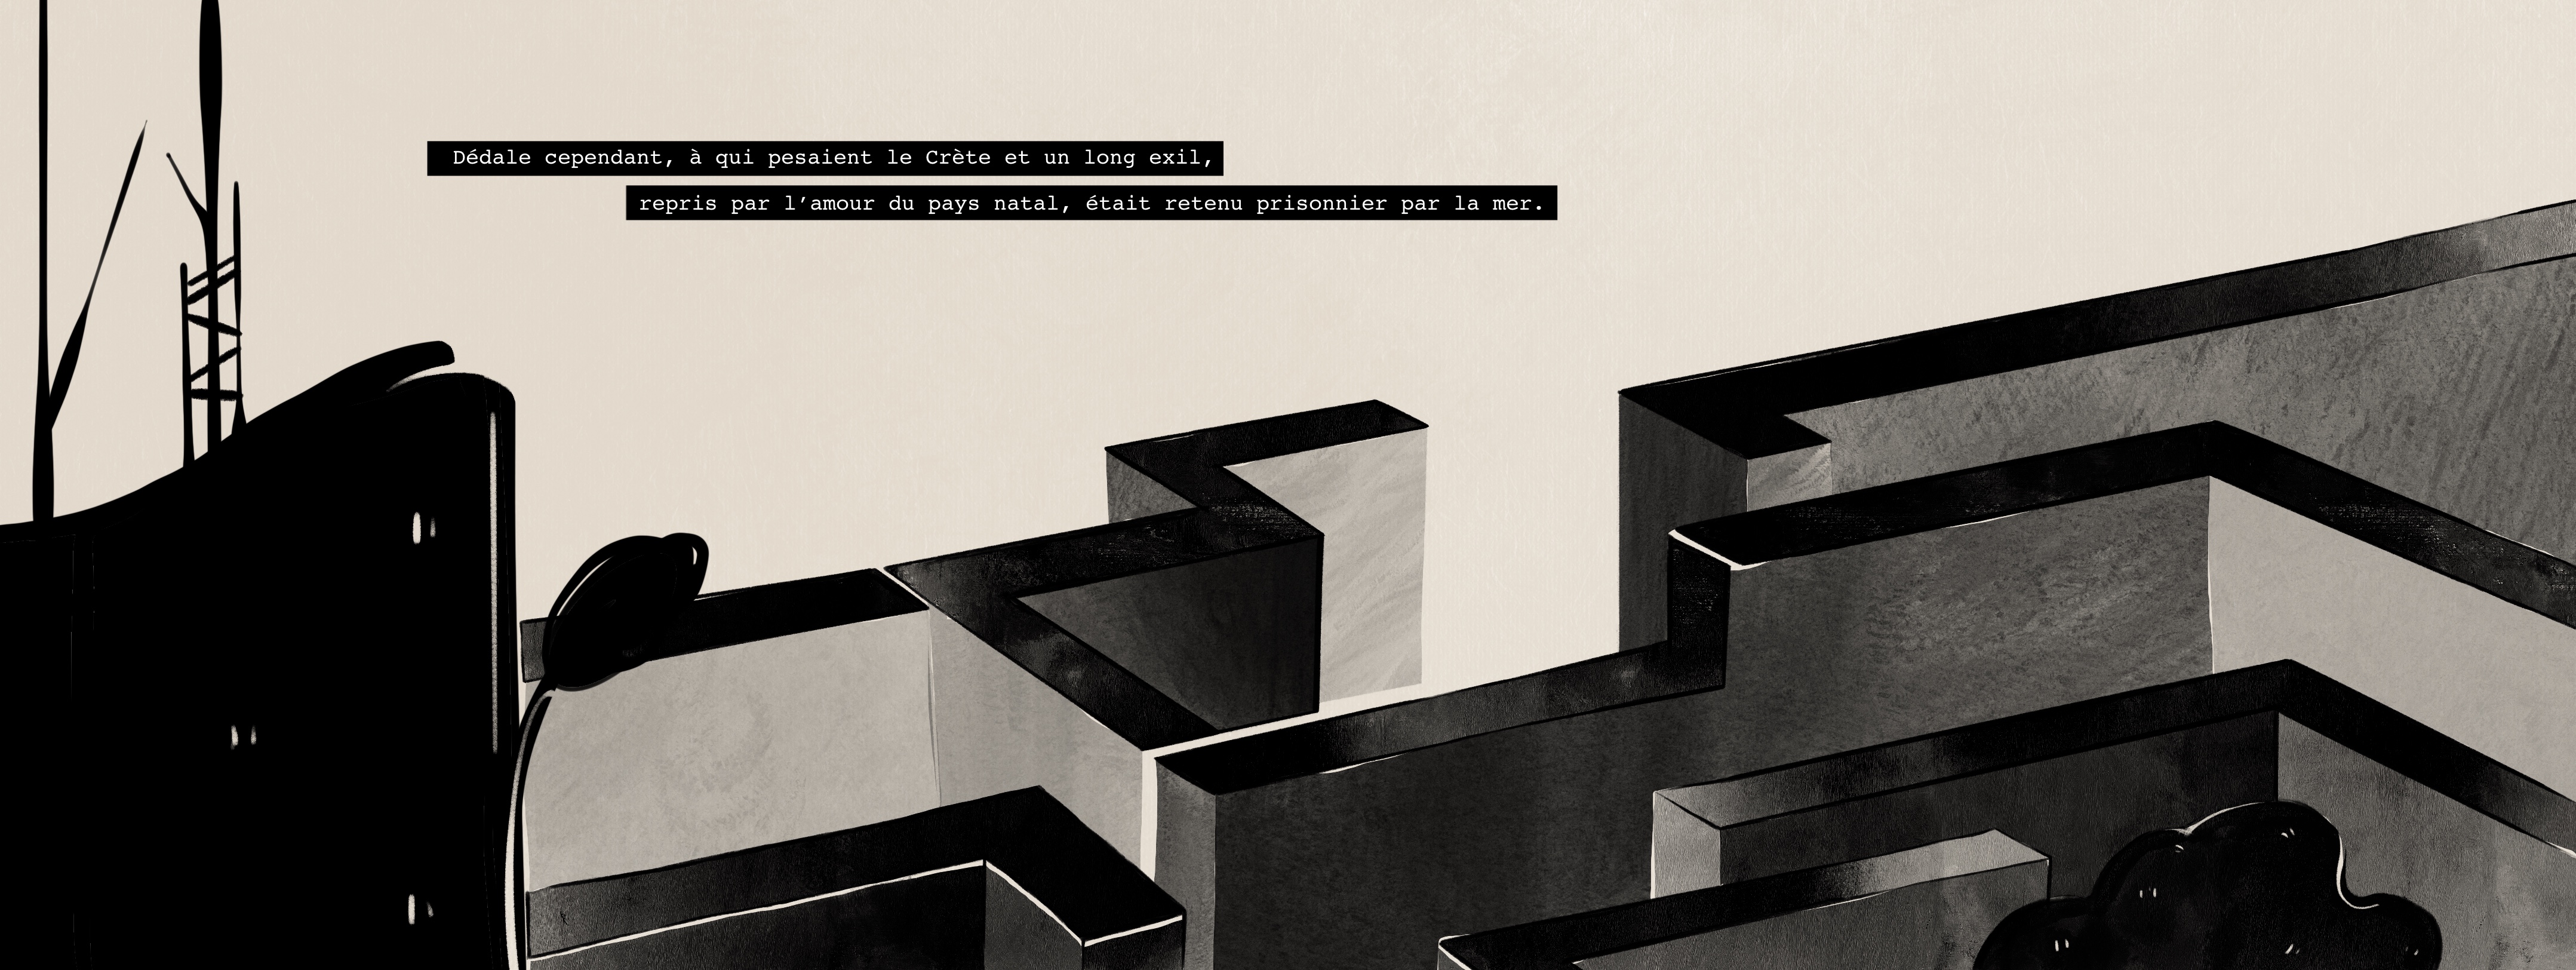 Dédale cependant, à qui pesaient le Crète et un long exil,
repris par l’amour du pays natal, était retenu prisonnier par la mer.